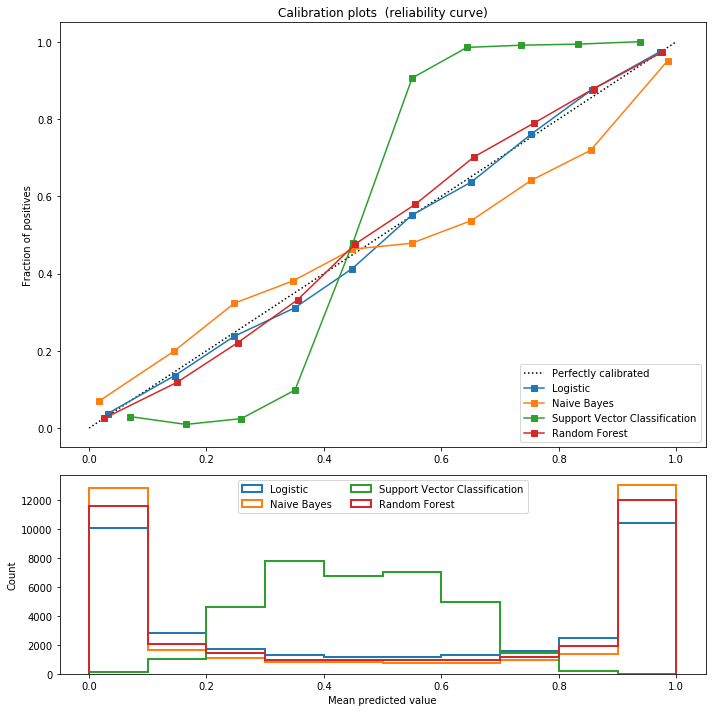 Calibration plots (reliability curve)
1.0
0.8
0.6
0.4
0.2
0.0
Fraction of positives
Perfectly calibrated
Logistic
Naive Bayes
Support Vector Classification
Random Forest
0.0 0.2 0.4 0.6 0.8 1.0
Logistic
Naive Bayes
Support Vector Classification
Random Forest
12000
10000
8000
6000
4000
2000
0
Count
0.0 0.2 0.4 0.6 0.8 1.0
Mean predicted value